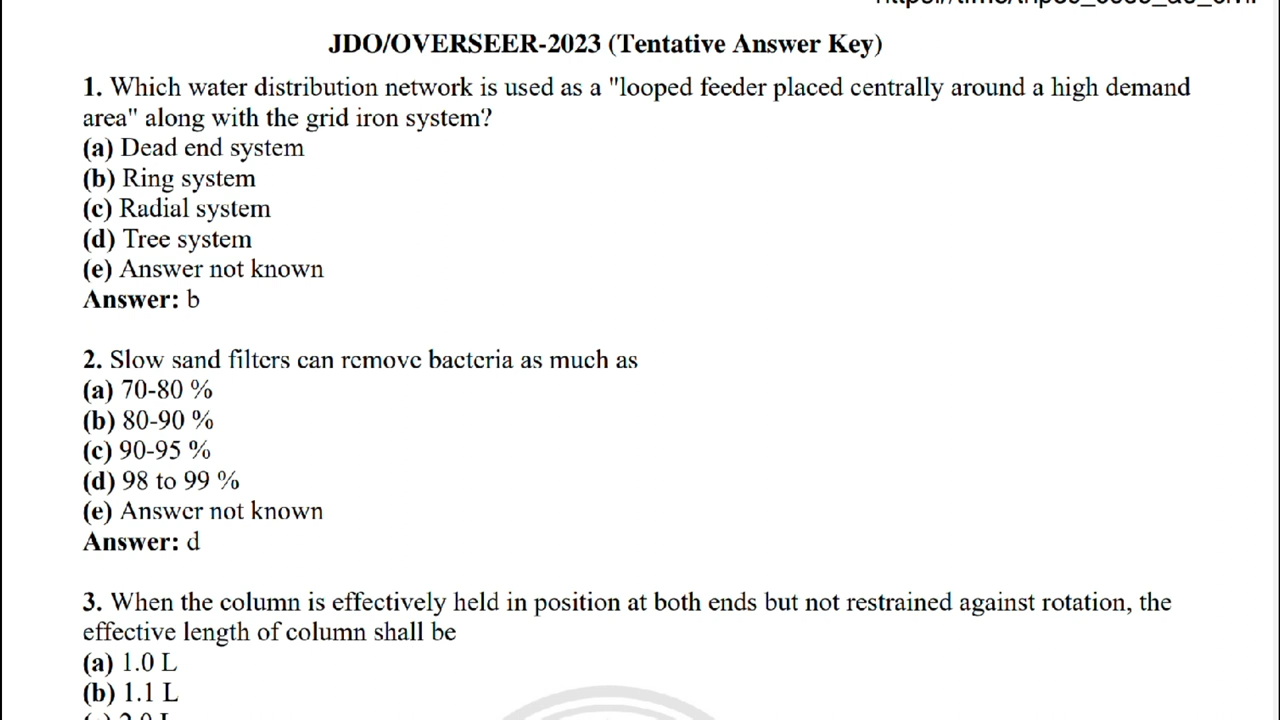 JDO/OVERSEER-2023 (Tentative Answer Key)
1. Which water distribution network is used as a "looped feeder placed centrally around a high demand
area" along with the grid iron system?
(a) Dead end system
(b) Ring system
(c) Radial system
(d) Tree system
(e) Answer not known
Answer: b
2. Slow sand filters can remove bacteria as much as
(a) 70-80 %
(b) 80-90 %
(c) 90-95 %
(d) 98 to 99 %
(e) Answer not known
Answer: d
3. When the column is effectively held in position at both ends but not restrained against rotation, the
effective length of column shall be
(a) 1.0 L
(b) 1.1 L